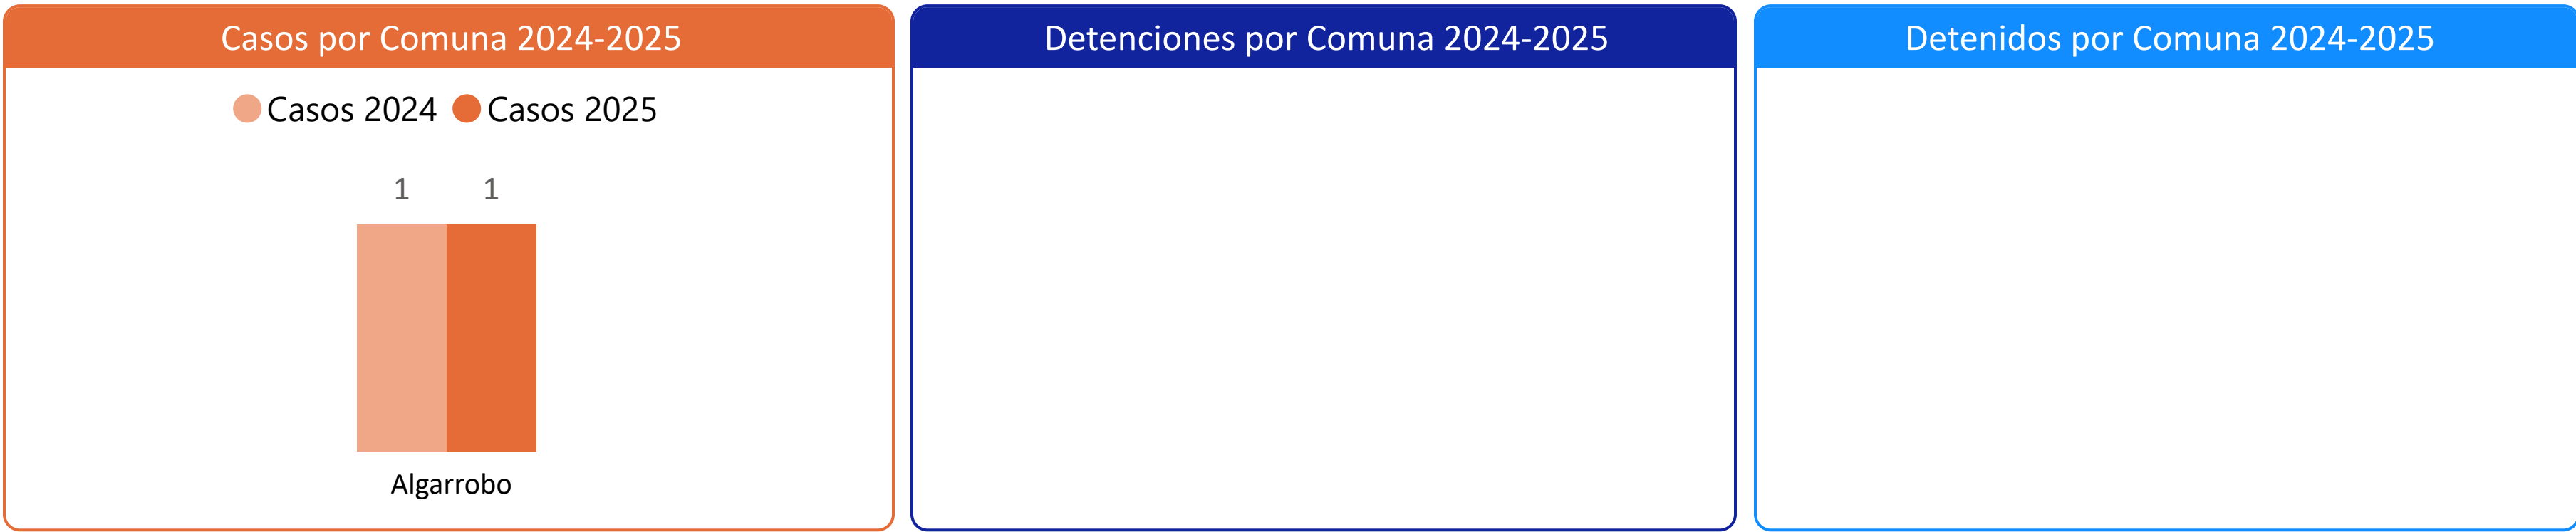 Casos por Comuna 2024-2025
Casos 2024 Casos 2025
1 1
Algarrobo
Detenciones por Comuna 2024-2025
Detenidos por Comuna 2024-2025